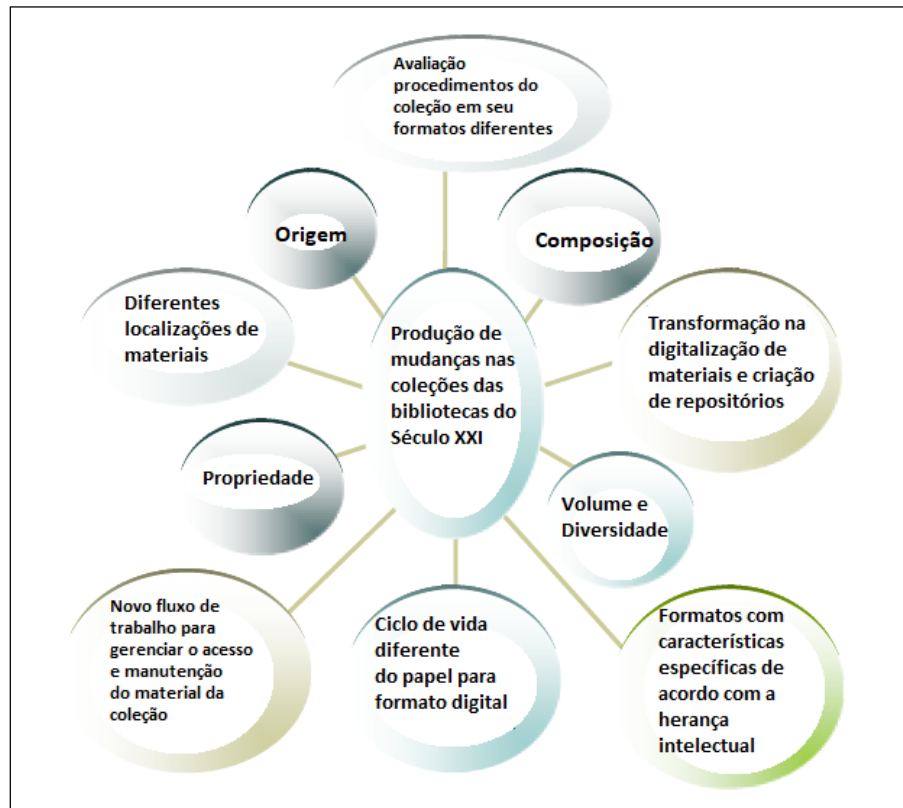 Avaliação
procedimentos do
coleção em seu
formatos diferentes
Origem
Composição
Diferentes
localizações de
materiais
Produção de
mudanças nas
coleções das
bibliotecas do
Século XXI
Transformação na
digitalização de
materiais e criação
de repositórios
Propriedade
Volume e
Diversidade
Novo fluxo de
trabalho para
gerenciar o acesso
e manutenção
do material da
coleção
Ciclo de vida
diferente
do papel para
formato digital
Formatos com
características
específicas de
acordo com a
herança
intelectual